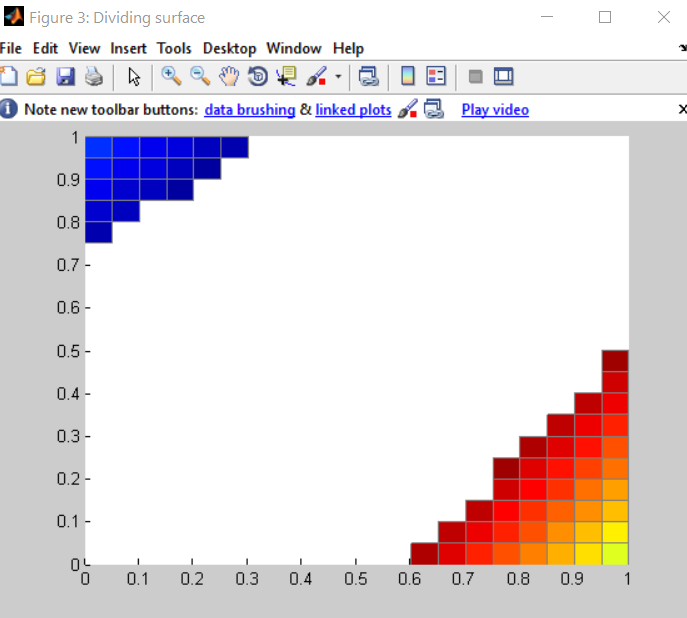 Figure 3: Dividing surface
File Edit View Insert Tools Desktop Window Help
Note new toolbar buttons: data brushing & linked plots Play video
1
0.9
0.8
0.7
0.6
0.5
0.4
0.3
0.2
0.1
0
0 0.1 0.2 0.3 0.4 0.5 0.6 0.7 0.8 0.9 1